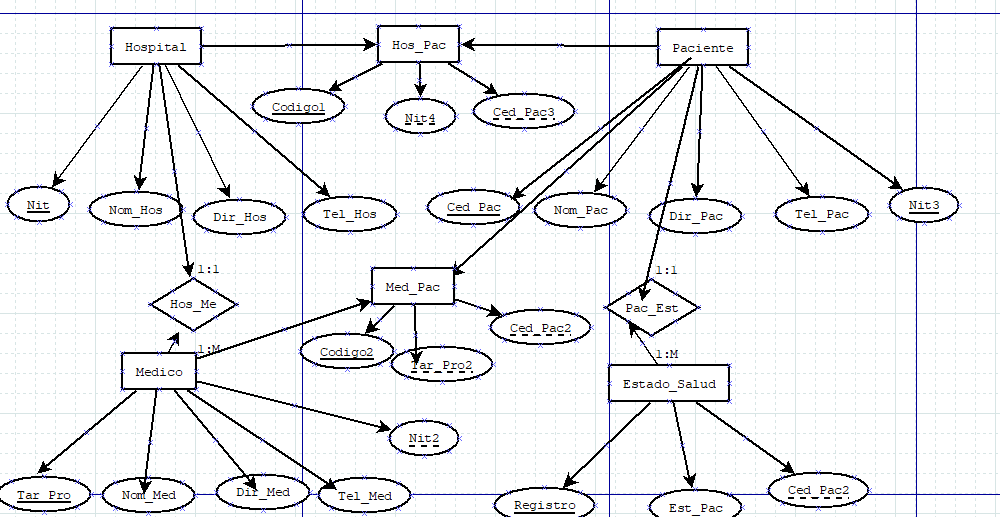 Hospital
Hos_Pac
Paciente
Codigo1
Nit4
Ced_Pac3
Nit
Nom_Hos
Dir_Hos
Tel_Hos
Ced_Pac
Nom_Pac
Dir_Pac
Tel_Pac
Nit3
1:1
1:1
Hos_Me
Med_Pac
Pac_Est
Ced_Pac2
1:M
Codigo2
Tar_Pro2
1:M
Medico
Estado_Salud
Nit2
Tar_Pro
Nom_Med
Dir_Med
Tel_Med
Registro
Est_Pac
Ced_Pac2